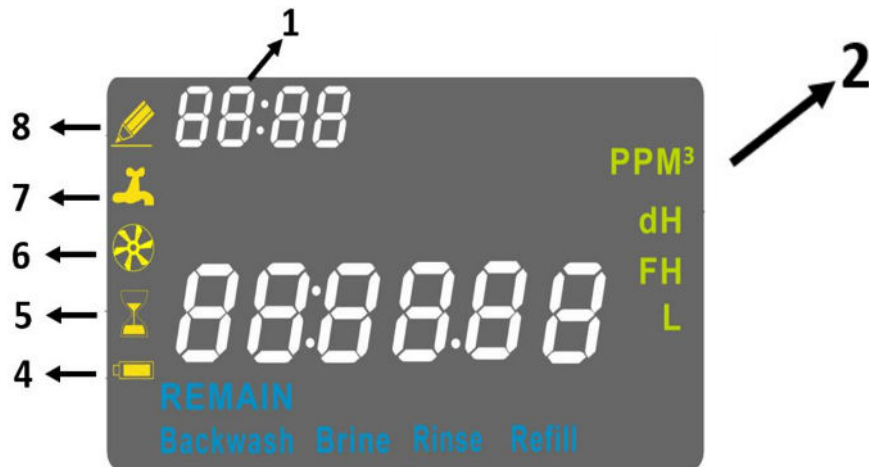 1
2
8
88:88
PPM³
7
dH
6
88:88.88
FH
5
L
4
REMAIN
Backwash Brine Rinse Refill